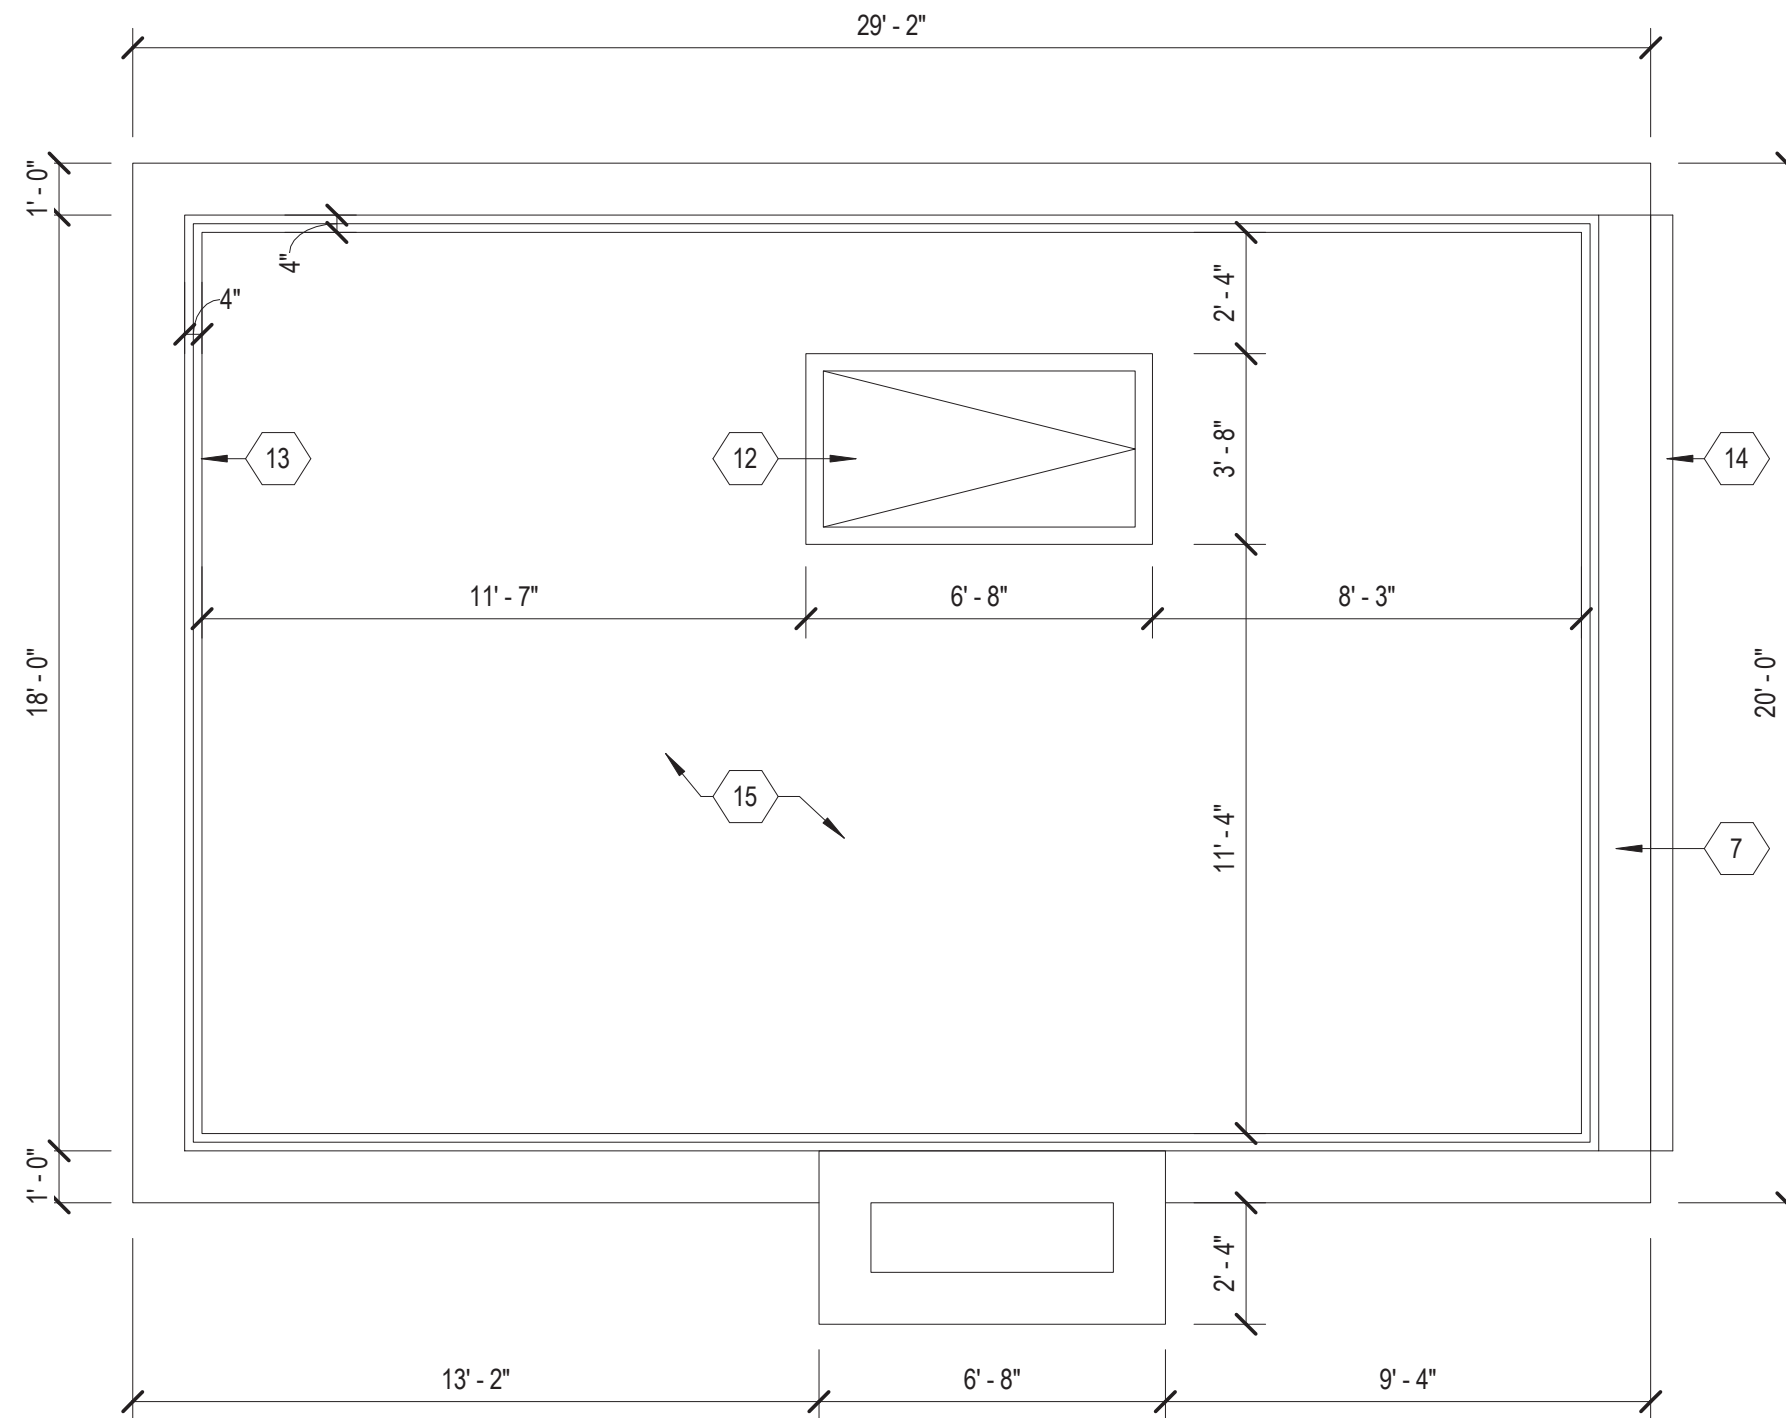 29' - 2"
1' - 0"
4"
2' - 4"
4"
13
12
3' - 8"
14
11' - 7"
6' - 8"
8' - 3"
18' - 0"
20' - 0"
15
11' - 4"
7
1' - 0"
2' - 4"
13' - 2"
6' - 8"
9' - 4"